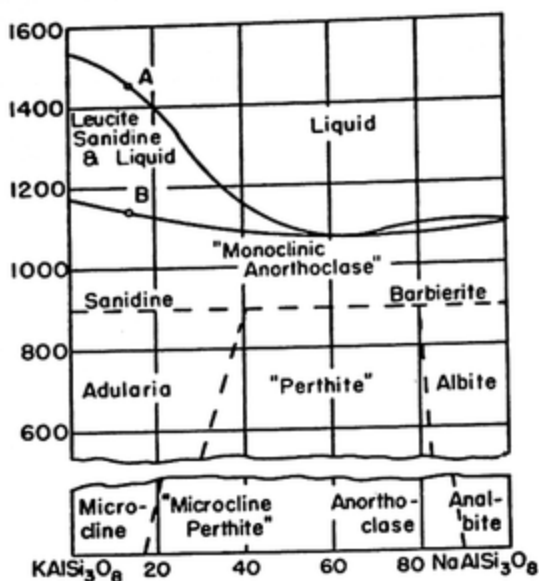 1600
A
1400
Leucite
Sanidine
& Liquid
Liquid
1200
B
"Monoclinic
Anorthoclase"
1000
Sanidine
Barbierite
800
Adularia
"Perthite"
Albite
600
Micro-
cline
"Microcline
Perthite"
Anortho-
clase
Anal-
bite
KAlSi₃O₈ 20 40 60 80 NaAlSi₃O₈